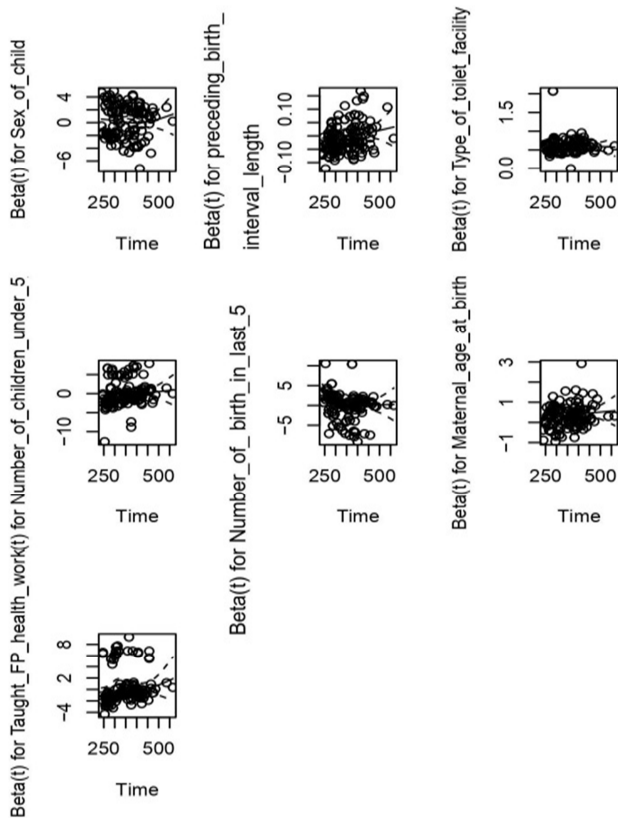 Beta(t) for Sex_of_child
4
0
−6
250
500
Time
Beta(t) for preceding_birth_
interval_length
0.10
−0.10
250
500
Time
Beta(t) for Type_of_toilet_facility
1.5
0.0
250
500
Time
Beta(t) for Taught_FP_health_work(t) for Number_of_children_under_5
0
−10
250
500
Time
Beta(t) for Number_of_ birth_in_last_5
5
−5
250
500
Time
Beta(t) for Maternal_age_at_birth
3
1
−1
250
500
Time
8
2
−4
250
500
Time